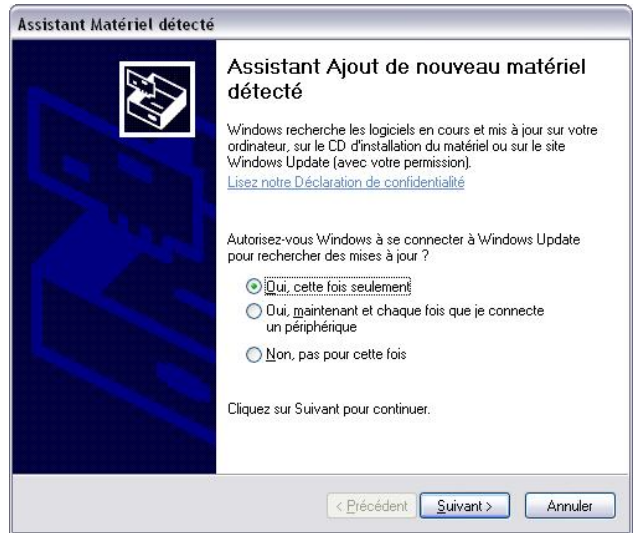 Assistant Matériel détecté
Assistant Ajout de nouveau matériel
détecté
Windows recherche les logiciels en cours et mis à jour sur votre
ordinateur, sur le CD d'installation du matériel ou sur le site
Windows Update (avec votre permission).
Lisez notre Déclaration de confidentialité
Autorisez-vous Windows à se connecter à Windows Update
pour rechercher des mises à jour ?
Oui, cette fois seulement
Oui, maintenant et chaque fois que je connecte
un périphérique
Non, pas pour cette fois
Cliquez sur Suivant pour continuer.
< Précédent
Suivant >
Annuler